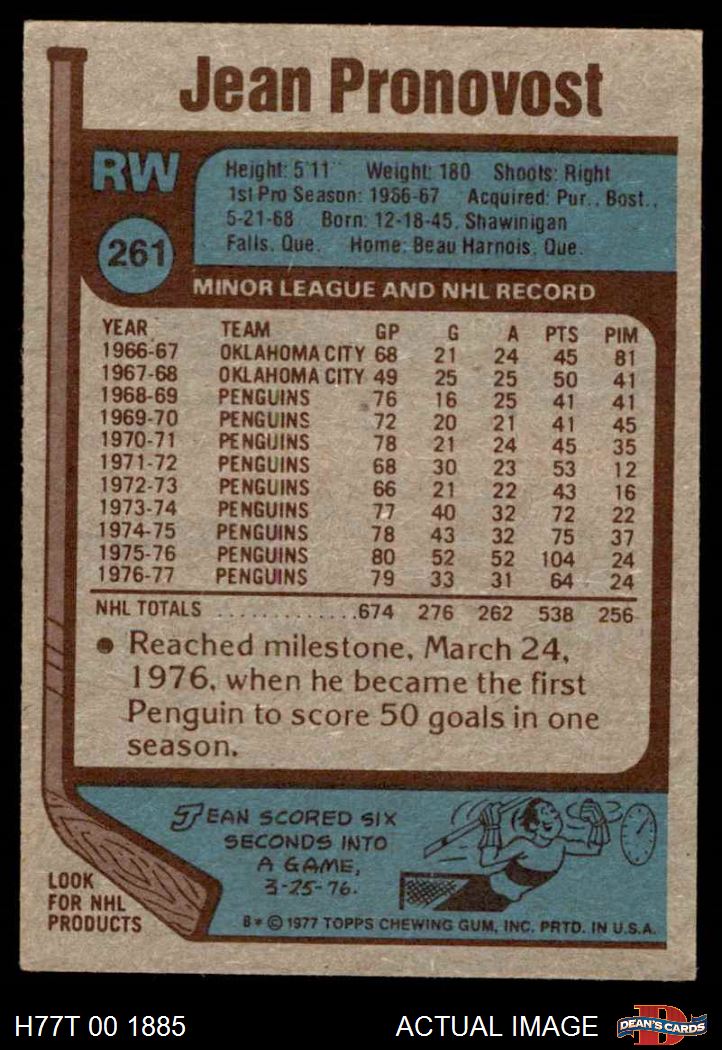 Jean Pronovost
RW
261
Height: 5'11" Weight: 180 Shoots: Right
1st Pro Season: 1966-67 Acquired: Pur., Bost.,
5-21-68 Born: 12-18-45, Shawinigan
Falls, Que. Home: Beau Harnois, Que.
MINOR LEAGUE AND NHL RECORD
YEAR TEAM GP G A PTS PIM
1966-67 OKLAHOMA CITY 68 21 24 45 81
1967-68 OKLAHOMA CITY 49 25 25 50 41
1968-69 PENGUINS 76 16 25 41 41
1969-70 PENGUINS 72 20 21 41 45
1970-71 PENGUINS 78 21 24 45 35
1971-72 PENGUINS 68 30 23 53 12
1972-73 PENGUINS 66 21 22 43 16
1973-74 PENGUINS 77 40 32 72 22
1974-75 PENGUINS 78 43 32 75 37
1975-76 PENGUINS 80 52 52 104 24
1976-77 PENGUINS 79 33 31 64 24
NHL TOTALS .............674 276 262 538 256
• Reached milestone, March 24,
1976, when he became the first
Penguin to score 50 goals in one
season.
JEAN SCORED SIX
SECONDS INTO
A GAME,
3-25-76.
LOOK
FOR NHL
PRODUCTS
B* © 1977 TOPPS CHEWING GUM, INC. PRTD. IN U.S.A.
H77T 00 1885
ACTUAL IMAGE
D
DEAN'S CARDS